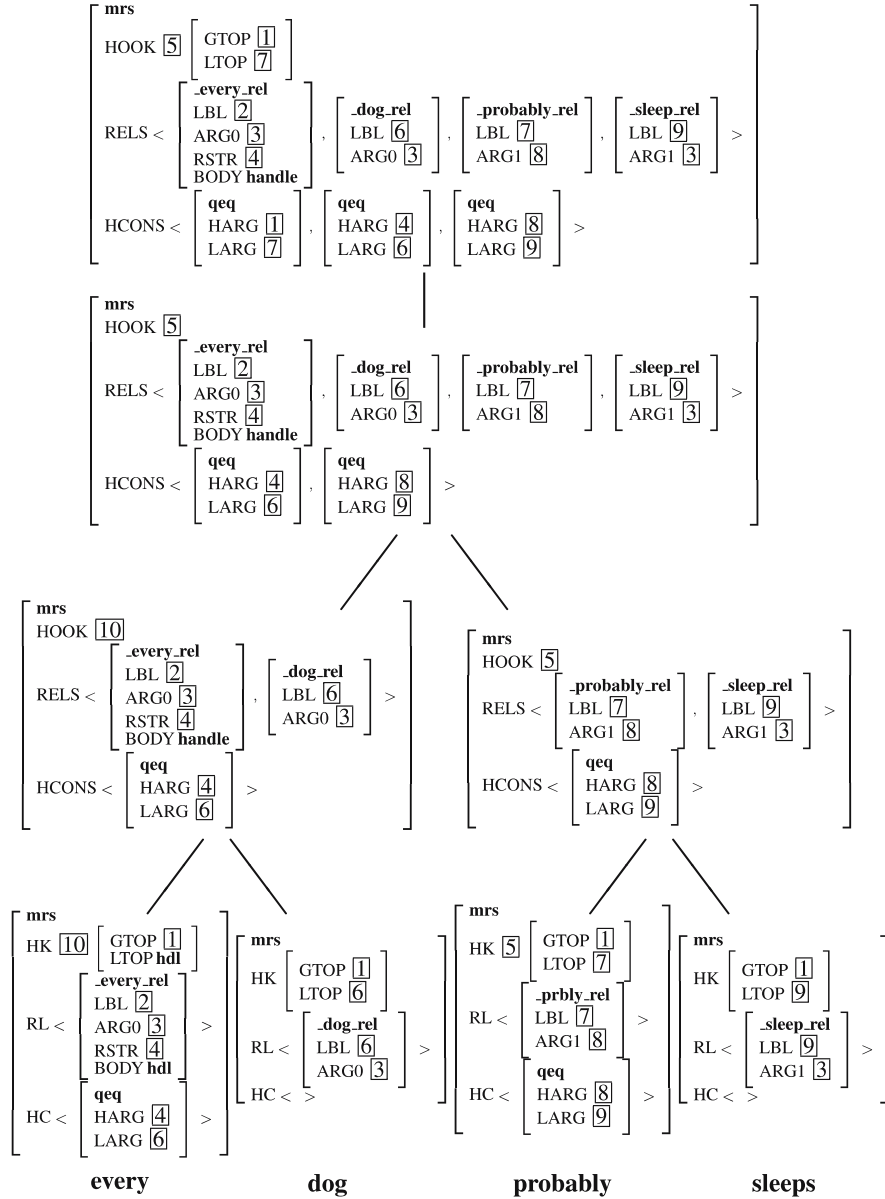 mrs
HOOK 5 GTOP 1
LTOP 7
RELS < _every_rel LBL 2 ARG0 3 RSTR 4 BODY handle , _dog_rel LBL 6 ARG0 3 , _probably_rel LBL 7 ARG1 8 , _sleep_rel LBL 9 ARG1 3 >
HCONS < qeq HARG 1 LARG 7 , qeq HARG 4 LARG 6 , qeq HARG 8 LARG 9 >
mrs
HOOK 5
RELS < _every_rel LBL 2 ARG0 3 RSTR 4 BODY handle , _dog_rel LBL 6 ARG0 3 , _probably_rel LBL 7 ARG1 8 , _sleep_rel LBL 9 ARG1 3 >
HCONS < qeq HARG 4 LARG 6 , qeq HARG 8 LARG 9 >
mrs
HOOK 10
RELS < _every_rel LBL 2 ARG0 3 RSTR 4 BODY handle , _dog_rel LBL 6 ARG0 3 >
HCONS < qeq HARG 4 LARG 6 >
mrs
HOOK 5
RELS < _probably_rel LBL 7 ARG1 8 , _sleep_rel LBL 9 ARG1 3 >
HCONS < qeq HARG 8 LARG 9 >
mrs
HK 10 GTOP 1 LTOP hdl
RL < _every_rel LBL 2 ARG0 3 RSTR 4 BODY hdl >
HC < qeq HARG 4 LARG 6 >
every
mrs
HK GTOP 1 LTOP 6
RL < _dog_rel LBL 6 ARG0 3 >
HC < >
dog
mrs
HK 5 GTOP 1 LTOP 7
RL < _prbly_rel LBL 7 ARG1 8 >
HC < qeq HARG 8 LARG 9 >
probably
mrs
HK GTOP 1 LTOP 9
RL < _sleep_rel LBL 9 ARG1 3 >
HC < >
sleeps